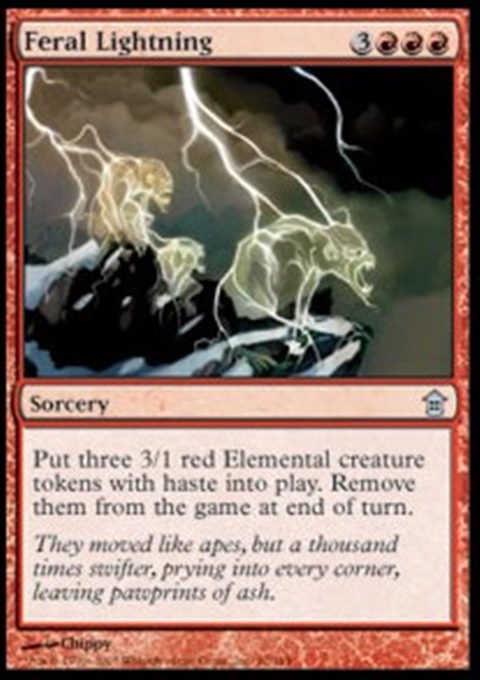 Feral Lightning 3
Sorcery
Put three 3/1 red Elemental creature
tokens with haste into play. Remove
them from the game at end of turn.
They moved like apes, but a thousand
times swifter, prying into every corner,
leaving pawprints of ash.
Chippy